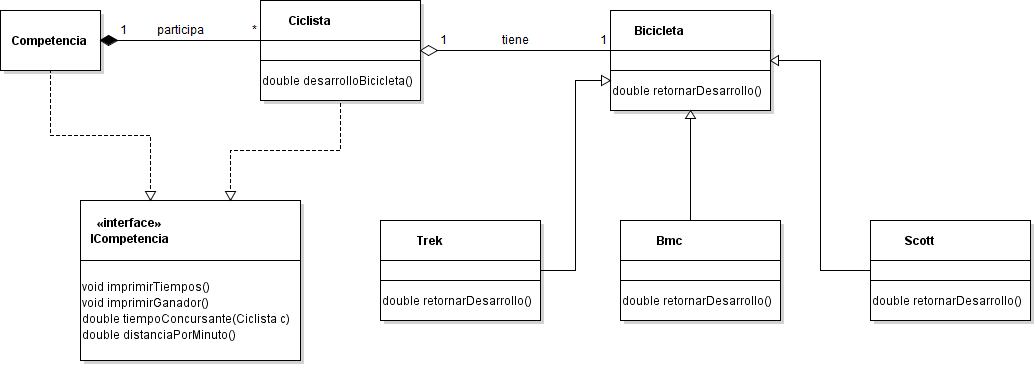 Competencia
1
participa
*
Ciclista
double desarrolloBicicleta()
1
tiene
1
Bicicleta
double retornarDesarrollo()
«interface»
ICompetencia
void imprimirTiempos()
void imprimirGanador()
double tiempoConcursante(Ciclista c)
double distanciaPorMinuto()
Trek
double retornarDesarrollo()
Bmc
double retornarDesarrollo()
Scott
double retornarDesarrollo()